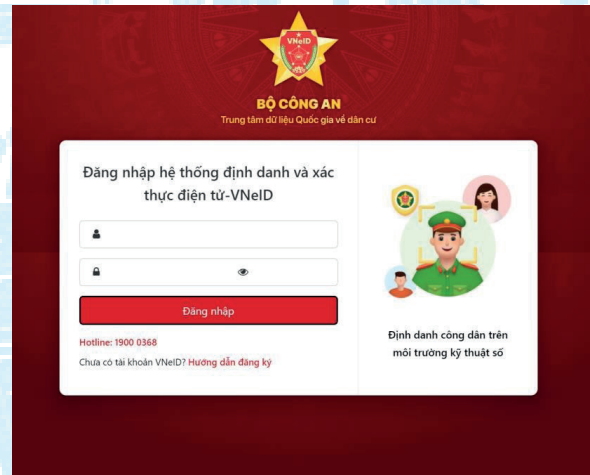 VNeID
BỘ CÔNG AN
Trung tâm dữ liệu Quốc gia về dân cư
Đăng nhập hệ thống định danh và xác
thực điện tử-VNeID
Đăng nhập
Hotline: 1900 0368
Chưa có tài khoản VNeID? Hướng dẫn đăng ký
Định danh công dân trên
môi trường kỹ thuật số